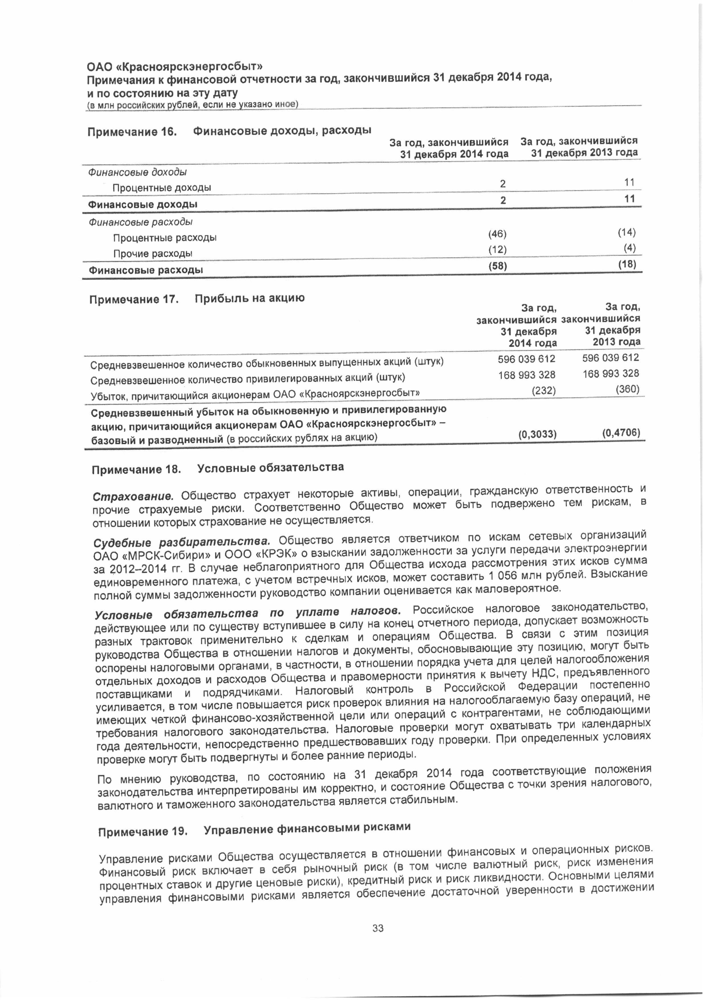 ОАО «Красноярскэнергосбыт»
Примечания к финансовой отчетности за год, закончившийся 31 декабря 2014 года,
и по состоянию на эту дату
(в млн российских рублей, если не указано иное)
Примечание 16. Финансовые доходы, расходы
За год, закончившийся За год, закончившийся
31 декабря 2014 года 31 декабря 2013 года
Финансовые доходы
Процентные доходы 2 11
Финансовые доходы 2 11
Финансовые расходы
Процентные расходы (46) (14)
Прочие расходы (12) (4)
Финансовые расходы (58) (18)
Примечание 17. Прибыль на акцию
За год, За год,
закончившийся закончившийся
31 декабря 31 декабря
2014 года 2013 года
Средневзвешенное количество обыкновенных выпущенных акций (штук) 596 039 612 596 039 612
Средневзвешенное количество привилегированных акций (штук) 168 993 328 168 993 328
Убыток, причитающийся акционерам ОАО «Красноярскэнергосбыт» (232) (360)
Средневзвешенный убыток на обыкновенную и привилегированную
акцию, причитающийся акционерам ОАО «Красноярскэнергосбыт» –
базовый и разводненный (в российских рублях на акцию) (0,3033) (0,4706)
Примечание 18. Условные обязательства
Страхование. Общество страхует некоторые активы, операции, гражданскую ответственность и
прочие страхуемые риски. Соответственно Общество может быть подвержено тем рискам, в
отношении которых страхование не осуществляется.
Судебные разбирательства. Общество является ответчиком по искам сетевых организаций
ОАО «МРСК-Сибири» и ООО «КРЭК» о взыскании задолженности за услуги передачи электроэнергии
за 2012–2014 гг. В случае неблагоприятного для Общества исхода рассмотрения этих исков сумма
единовременного платежа, с учетом встречных исков, может составить 1 056 млн рублей. Взыскание
полной суммы задолженности руководство компании оценивается как маловероятное.
Условные обязательства по уплате налогов. Российское налоговое законодательство,
действующее или по существу вступившее в силу на конец отчетного периода, допускает возможность
разных трактовок применительно к сделкам и операциям Общества. В связи с этим позиция
руководства Общества в отношении налогов и документы, обосновывающие эту позицию, могут быть
оспорены налоговыми органами, в частности, в отношении порядка учета для целей налогообложения
отдельных доходов и расходов Общества и правомерности принятия к вычету НДС, предъявленного
поставщиками и подрядчиками. Налоговый контроль в Российской Федерации постепенно
усиливается, в том числе повышается риск проверок влияния на налогооблагаемую базу операций, не
имеющих четкой финансово-хозяйственной цели или операций с контрагентами, не соблюдающими
требования налогового законодательства. Налоговые проверки могут охватывать три календарных
года деятельности, непосредственно предшествовавших году проверки. При определенных условиях
проверке могут быть подвергнуты и более ранние периоды.
По мнению руководства, по состоянию на 31 декабря 2014 года соответствующие положения
законодательства интерпретированы им корректно, и состояние Общества с точки зрения налогового,
валютного и таможенного законодательства является стабильным.
Примечание 19. Управление финансовыми рисками
Управление рисками Общества осуществляется в отношении финансовых и операционных рисков.
Финансовый риск включает в себя рыночный риск (в том числе валютный риск, риск изменения
процентных ставок и другие ценовые риски), кредитный риск и риск ликвидности. Основными целями
управления финансовыми рисками является обеспечение достаточной уверенности в достижении
33